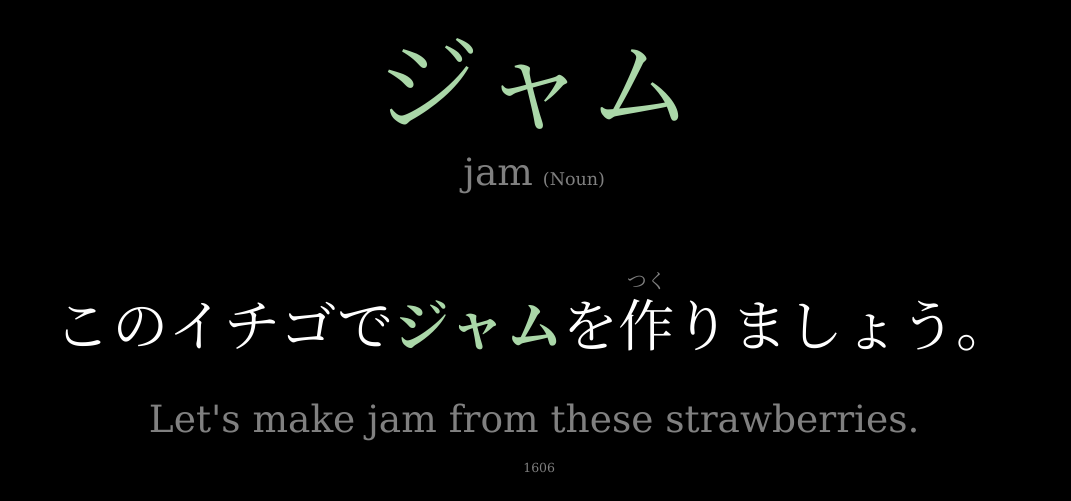 ジャム
jam (Noun)
つく
このイチゴでジャムを作りましょう。
Let's make jam from these strawberries.
1606